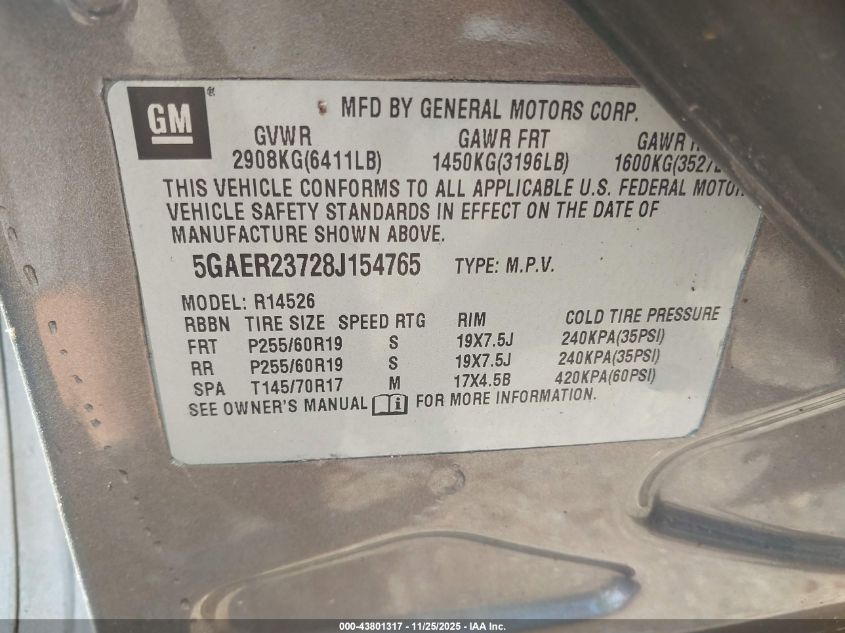 GM®
MFD BY GENERAL MOTORS CORP.
GVWR GAWR FRT GAWR
2908KG(6411LB) 1450KG(3196LB) 1600KG(3527
THIS VEHICLE CONFORMS TO ALL APPLICABLE U.S. FEDERAL MOTOR
VEHICLE SAFETY STANDARDS IN EFFECT ON THE DATE OF
MANUFACTURE SHOWN ABOVE.
5GAER23728J154765 TYPE: M.P.V.
MODEL: R14526
RBBN TIRE SIZE SPEED RTG RIM COLD TIRE PRESSURE
FRT P255/60R19 S 19X7.5J 240KPA(35PSI)
RR P255/60R19 S 19X7.5J 240KPA(35PSI)
SPA T145/70R17 M 17X4.5B 420KPA(60PSI)
SEE OWNER'S MANUAL i FOR MORE INFORMATION.
000-43801317 - 11/25/2025 - IAA Inc.